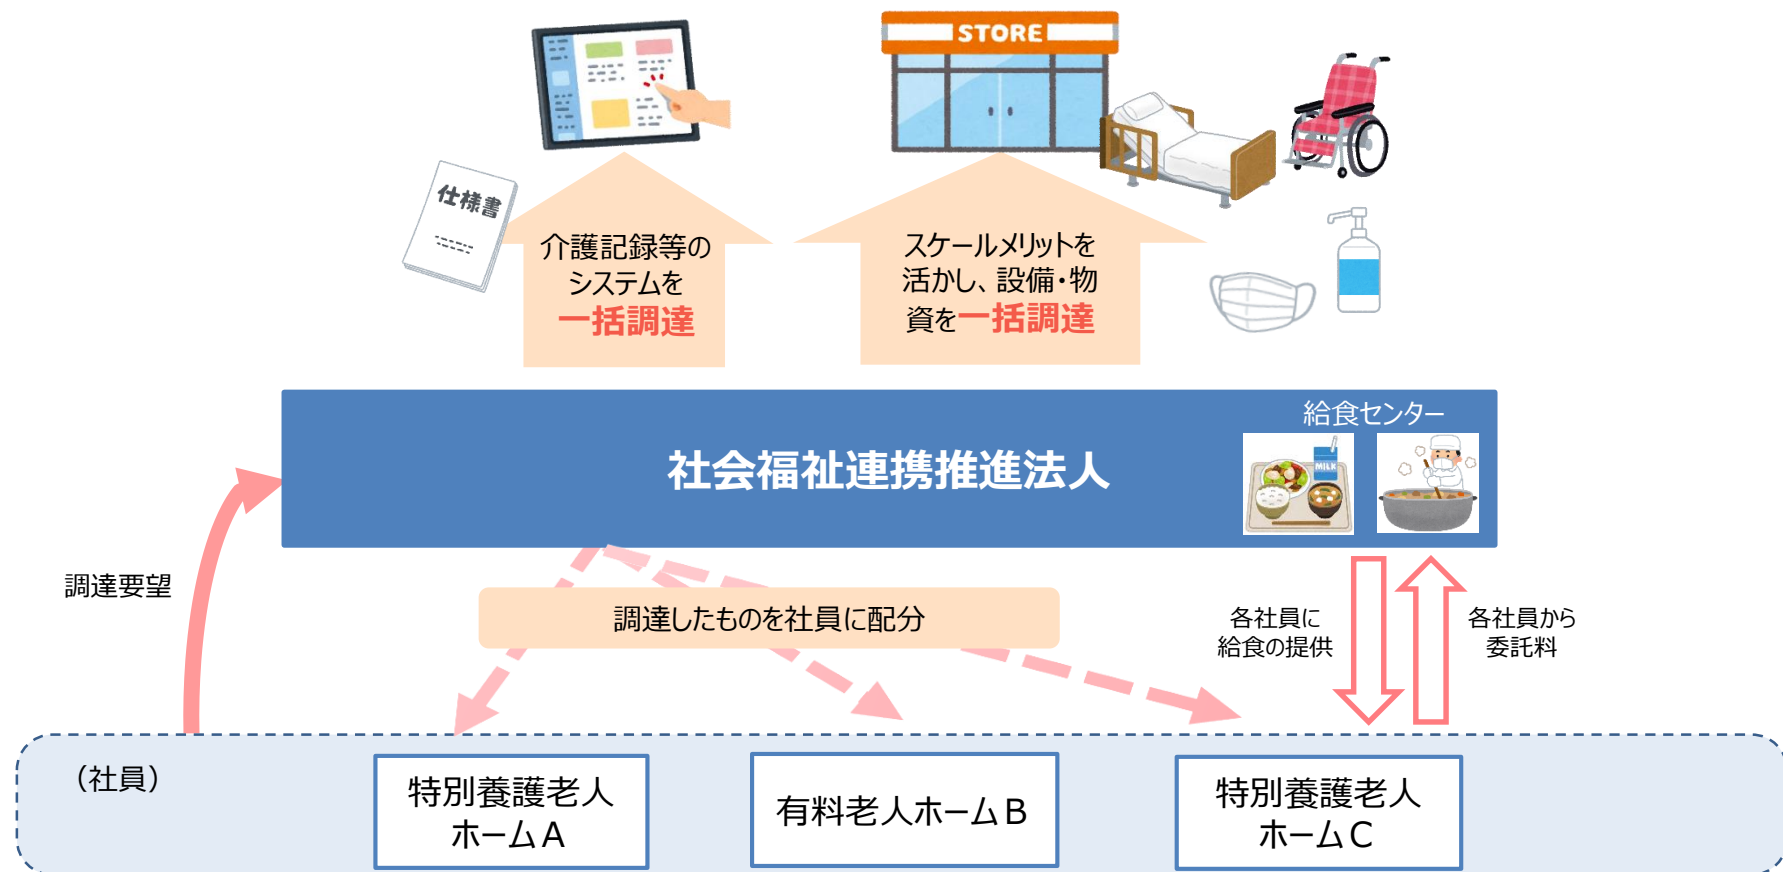 STORE
仕様書
介護記録等の
システムを
一括調達
スケールメリットを
活かし、設備・物
資を一括調達
給食センター
MILK
社会福祉連携推進法人
調達要望
調達したものを社員に配分
各社員に
給食の提供
各社員から
委託料
（社員）
特別養護老人
ホームＡ
有料老人ホームＢ
特別養護老人
ホームＣ